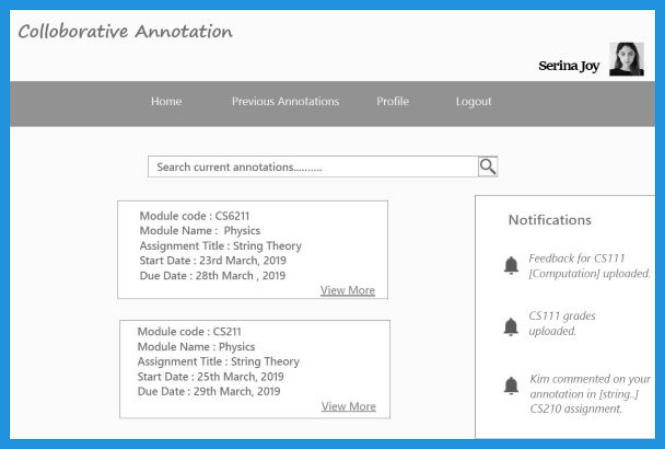 Colloborative Annotation
Serina Joy
Home Previous Annotations Profile Logout
Search current annotations..........
Module code : CS6211
Module Name :  Physics
Assignment Title : String Theory
Start Date : 23rd March, 2019
Due Date : 28th March , 2019
View More
Module code : CS211
Module Name : Physics
Assignment Title : String Theory
Start Date : 25th March, 2019
Due Date : 29th March, 2019
View More
Notifications
Feedback for CS111
[Computation] uploaded.
CS111 grades
uploaded.
Kim commented on your
annotation in [string..]
CS210 assignment.